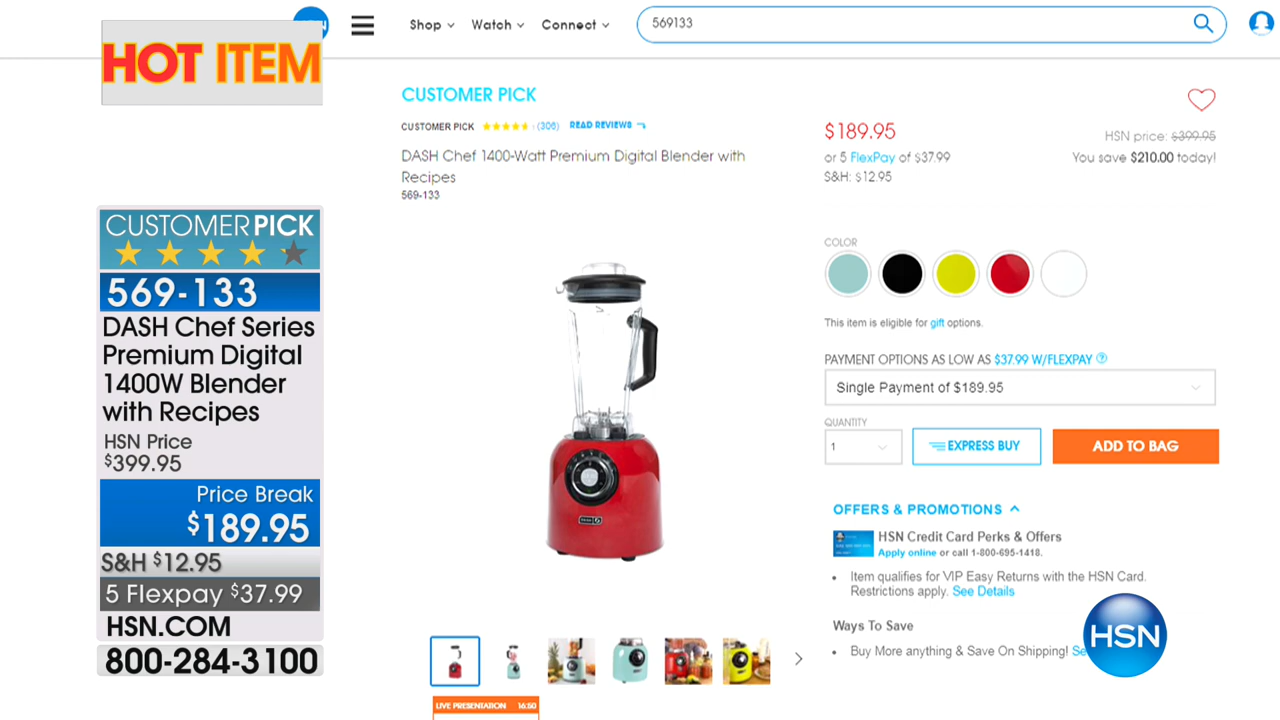 HOT ITEM
Shop
Watch
Connect
569133
CUSTOMER PICK
CUSTOMER PICK (306) READ REVIEWS
DASH Chef 1400-Watt Premium Digital Blender with
Recipes
569-133
$189.95
or 5 FlexPay of $37.99
S&H: $12.95
HSN price: $399.95
You save $210.00 today!
COLOR
This item is eligible for gift options.
PAYMENT OPTIONS AS LOW AS $37.99 W/FLEXPAY ?
Single Payment of $189.95
QUANTITY
1
EXPRESS BUY
ADD TO BAG
OFFERS & PROMOTIONS
HSN Credit Card Perks & Offers
Apply online or call 1-800-695-1418.
• Item qualifies for VIP Easy Returns with the HSN Card.
Restrictions apply. See Details
Ways To Save
• Buy More anything & Save On Shipping!
HSN
CUSTOMER PICK
569-133
DASH Chef Series
Premium Digital
1400W Blender
with Recipes
HSN Price
$399.95
Price Break
$189.95
S&H $12.95
5 Flexpay $37.99
HSN.COM
800-284-3100
DASH
LIVE PRESENTATION 16:50